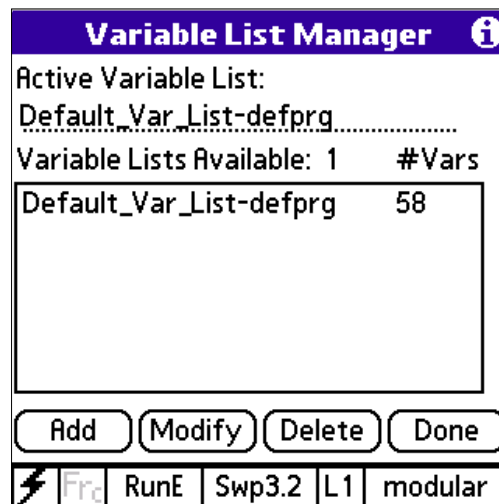 Variable List Manager i
Active Variable List:
Default_Var_List-defprg
Variable Lists Available: 1 #Vars
Default_Var_List-defprg 58
Add Modify Delete Done
Frc RunE Swp3.2 L1 modular